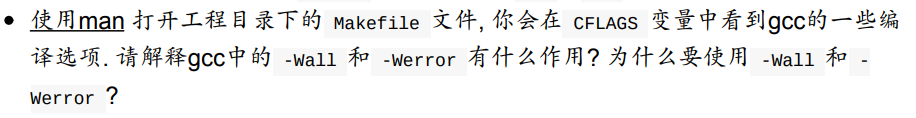 • 使用man 打开工程目录下的 Makefile 文件, 你会在 CFLAGS 变量中看到gcc的一些编
译选项. 请解释gcc中的 -Wall 和 -Werror 有什么作用? 为什么要使用 -Wall 和 -
Werror ?